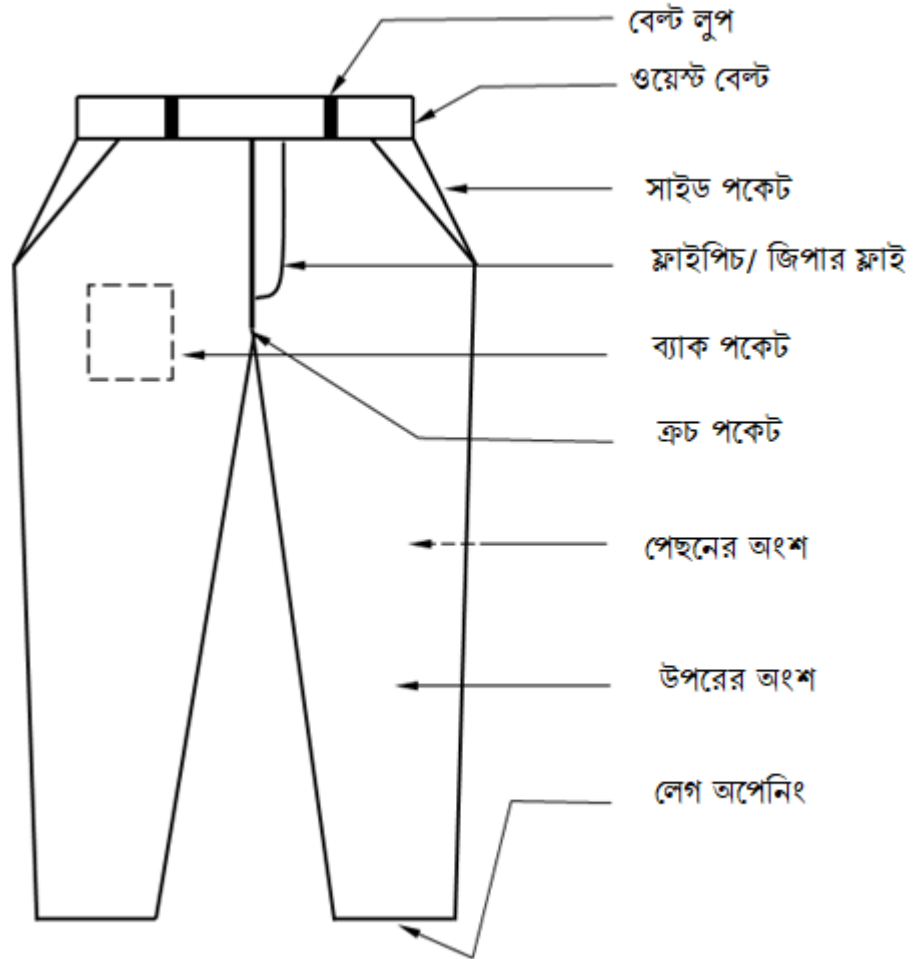 বেল্ট লুপ
ওয়েস্ট বেল্ট
সাইড পকেট
ফ্লাইপিচ/ জিপার ফ্লাই
ব্যাক পকেট
ক্রচ পকেট
পেছনের অংশ
উপরের অংশ
লেগ অপেনিং